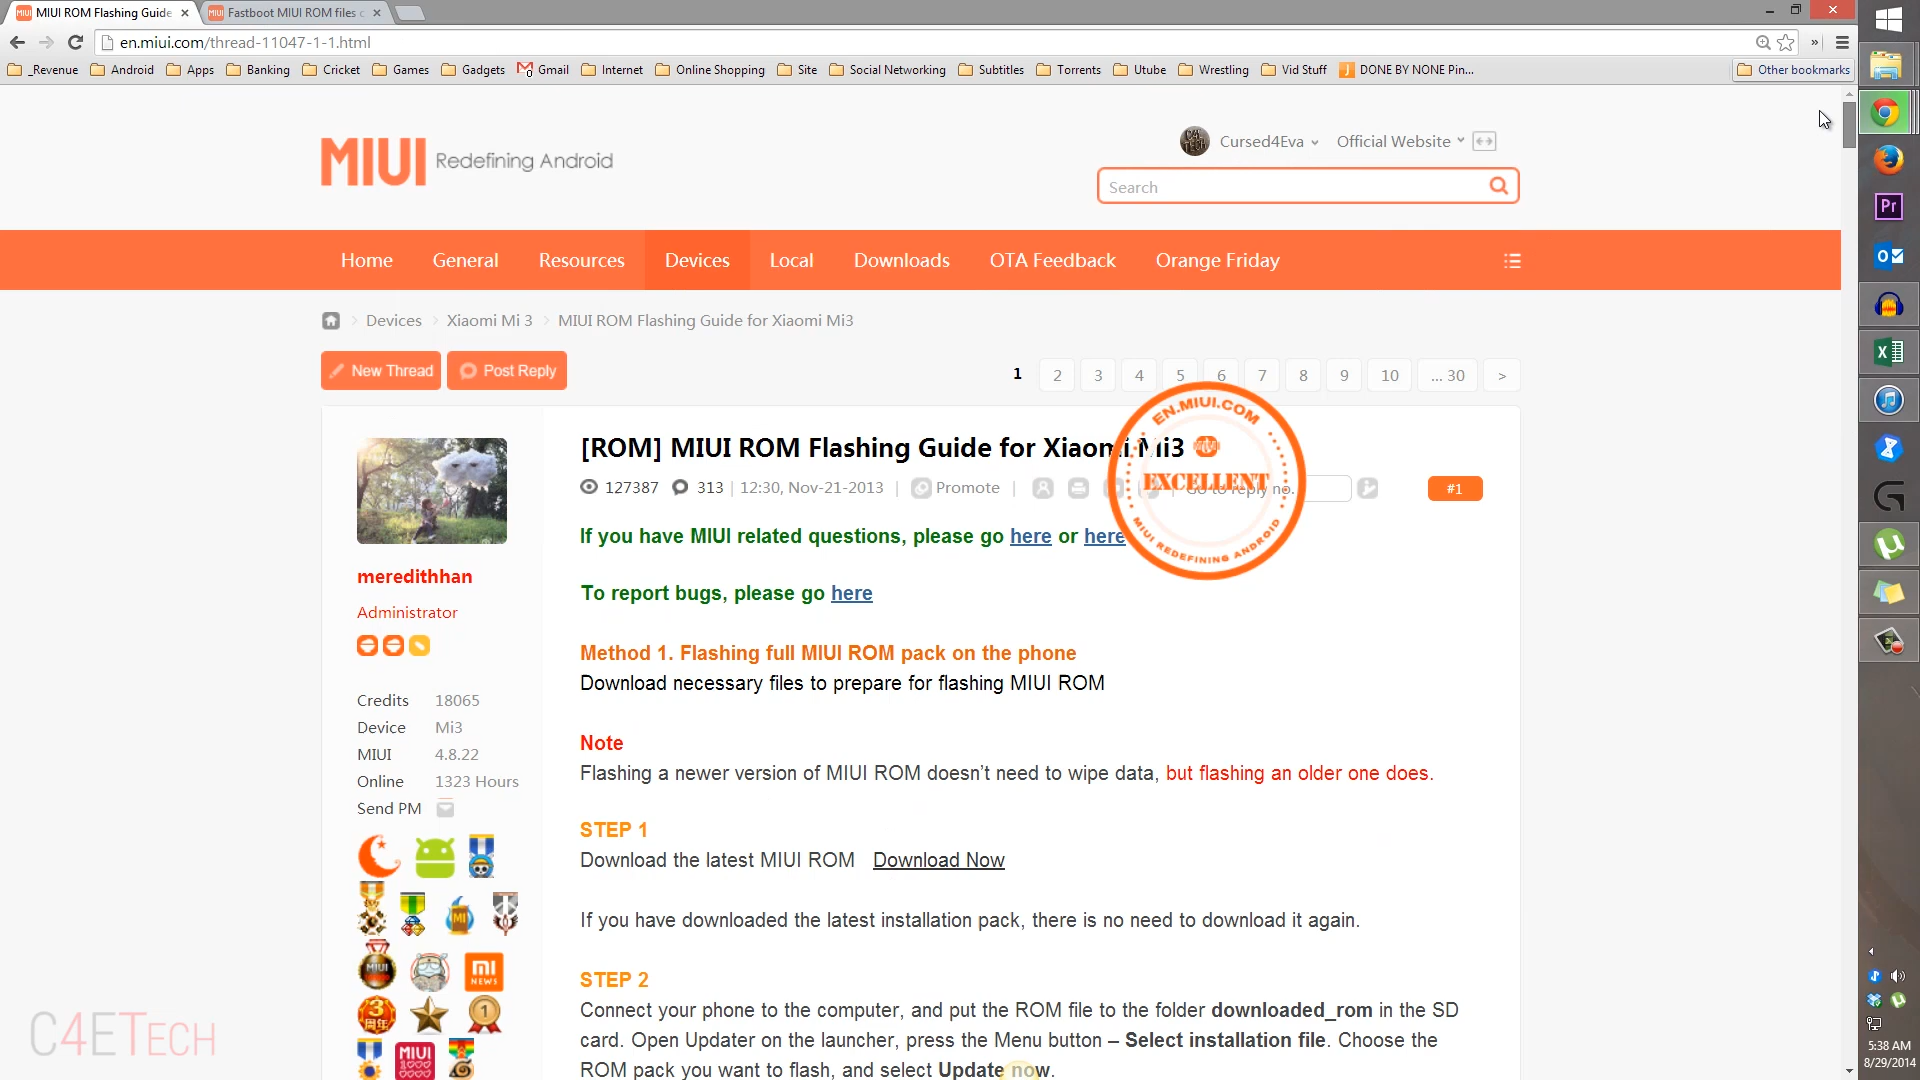 MIUI ROM Flashing Guide
Fastboot MIUI ROM files
en.miui.com/thread-11047-1-1.html
_Revenue Android Apps Banking Cricket Games Gadgets Gmail Internet Online Shopping Site Social Networking Subtitles Torrents Utube Wrestling Vid Stuff DONE BY NONE Pin... Other bookmarks
MIUI Redefining Android
Cursed4Eva Official Website
Search
Home General Resources Devices Local Downloads OTA Feedback Orange Friday
Devices > Xiaomi Mi 3 > MIUI ROM Flashing Guide for Xiaomi Mi3
New Thread Post Reply
1 2 3 4 5 6 7 8 9 10 ... 30 >
[ROM] MIUI ROM Flashing Guide for Xiaomi Mi3
127387 313 | 12:30, Nov-21-2013 | Promote | Go to reply no. #1
EN.MIUI.COM
EXCELLENT
MIUI REDEFINING ANDROID
If you have MIUI related questions, please go here or here
To report bugs, please go here
meredithhan
Administrator
Credits 18065
Device Mi3
MIUI 4.8.22
Online 1323 Hours
Send PM
Method 1. Flashing full MIUI ROM pack on the phone
Download necessary files to prepare for flashing MIUI ROM
Note
Flashing a newer version of MIUI ROM doesn't need to wipe data, but flashing an older one does.
STEP 1
Download the latest MIUI ROM Download Now
If you have downloaded the latest installation pack, there is no need to download it again.
STEP 2
Connect your phone to the computer, and put the ROM file to the folder downloaded_rom in the SD
card. Open Updater on the launcher, press the Menu button – Select installation file. Choose the
ROM pack you want to flash, and select Update now.
C4ETech
5:38 AM
8/29/2014